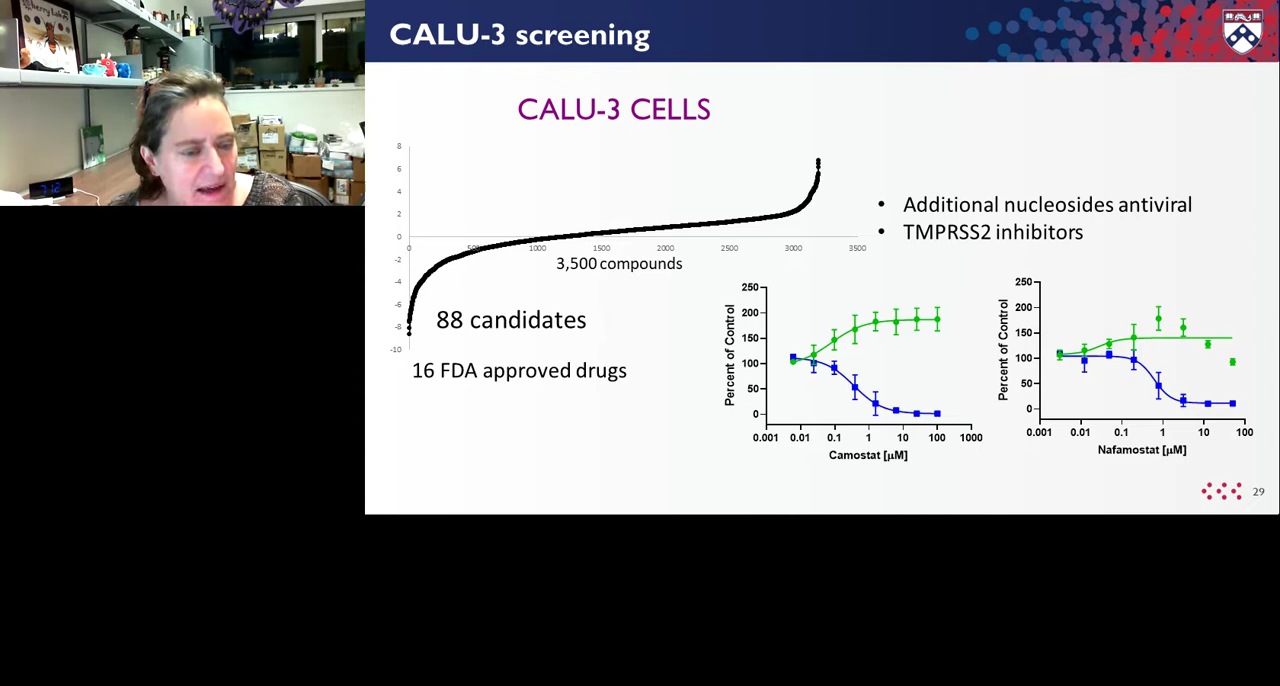 CALU-3 screening
CALU-3 CELLS
8
6
4
2
0
-2
-4
-6
-8
-10
0
500
1000
1500
2000
2500
3000
3500
3,500 compounds
88 candidates
16 FDA approved drugs
• Additional nucleosides antiviral
• TMPRSS2 inhibitors
Percent of Control
250
200
150
100
50
0
0.001 0.01 0.1 1 10 100 1000
Camostat [µM]
Percent of Control
250
200
150
100
50
0
0.001 0.01 0.1 1 10 100
Nafamostat [µM]
29